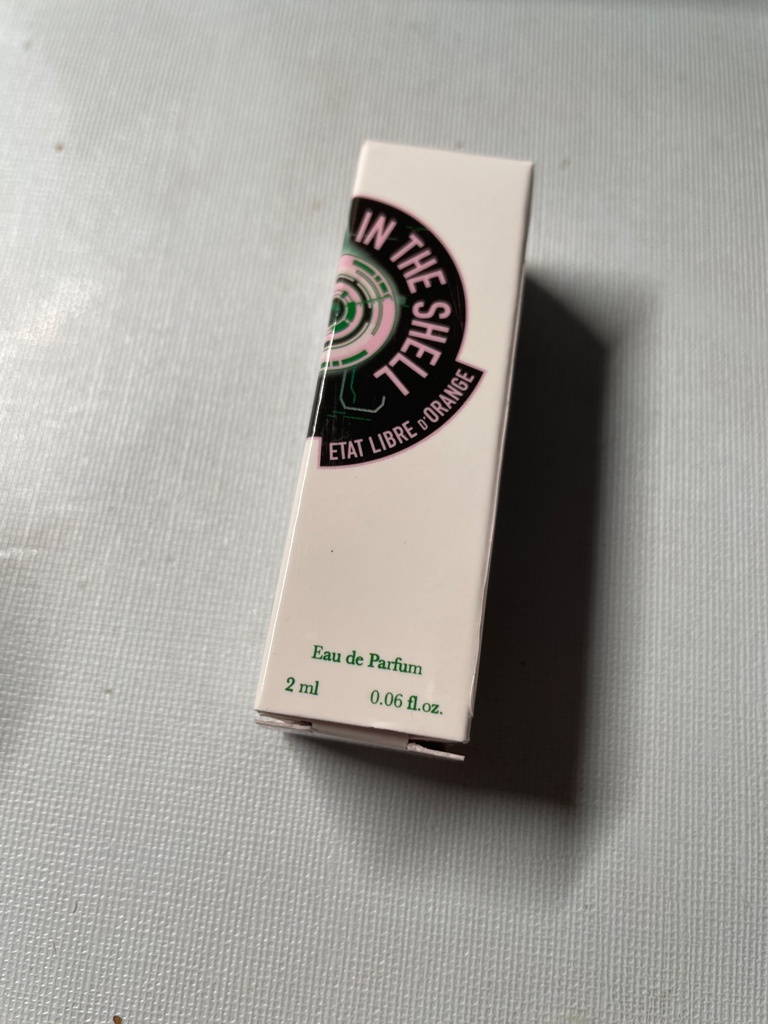 IN THE SHELL
ETAT LIBRE D'ORANGE
Eau de Parfum
2 ml 0.06 fl.oz.